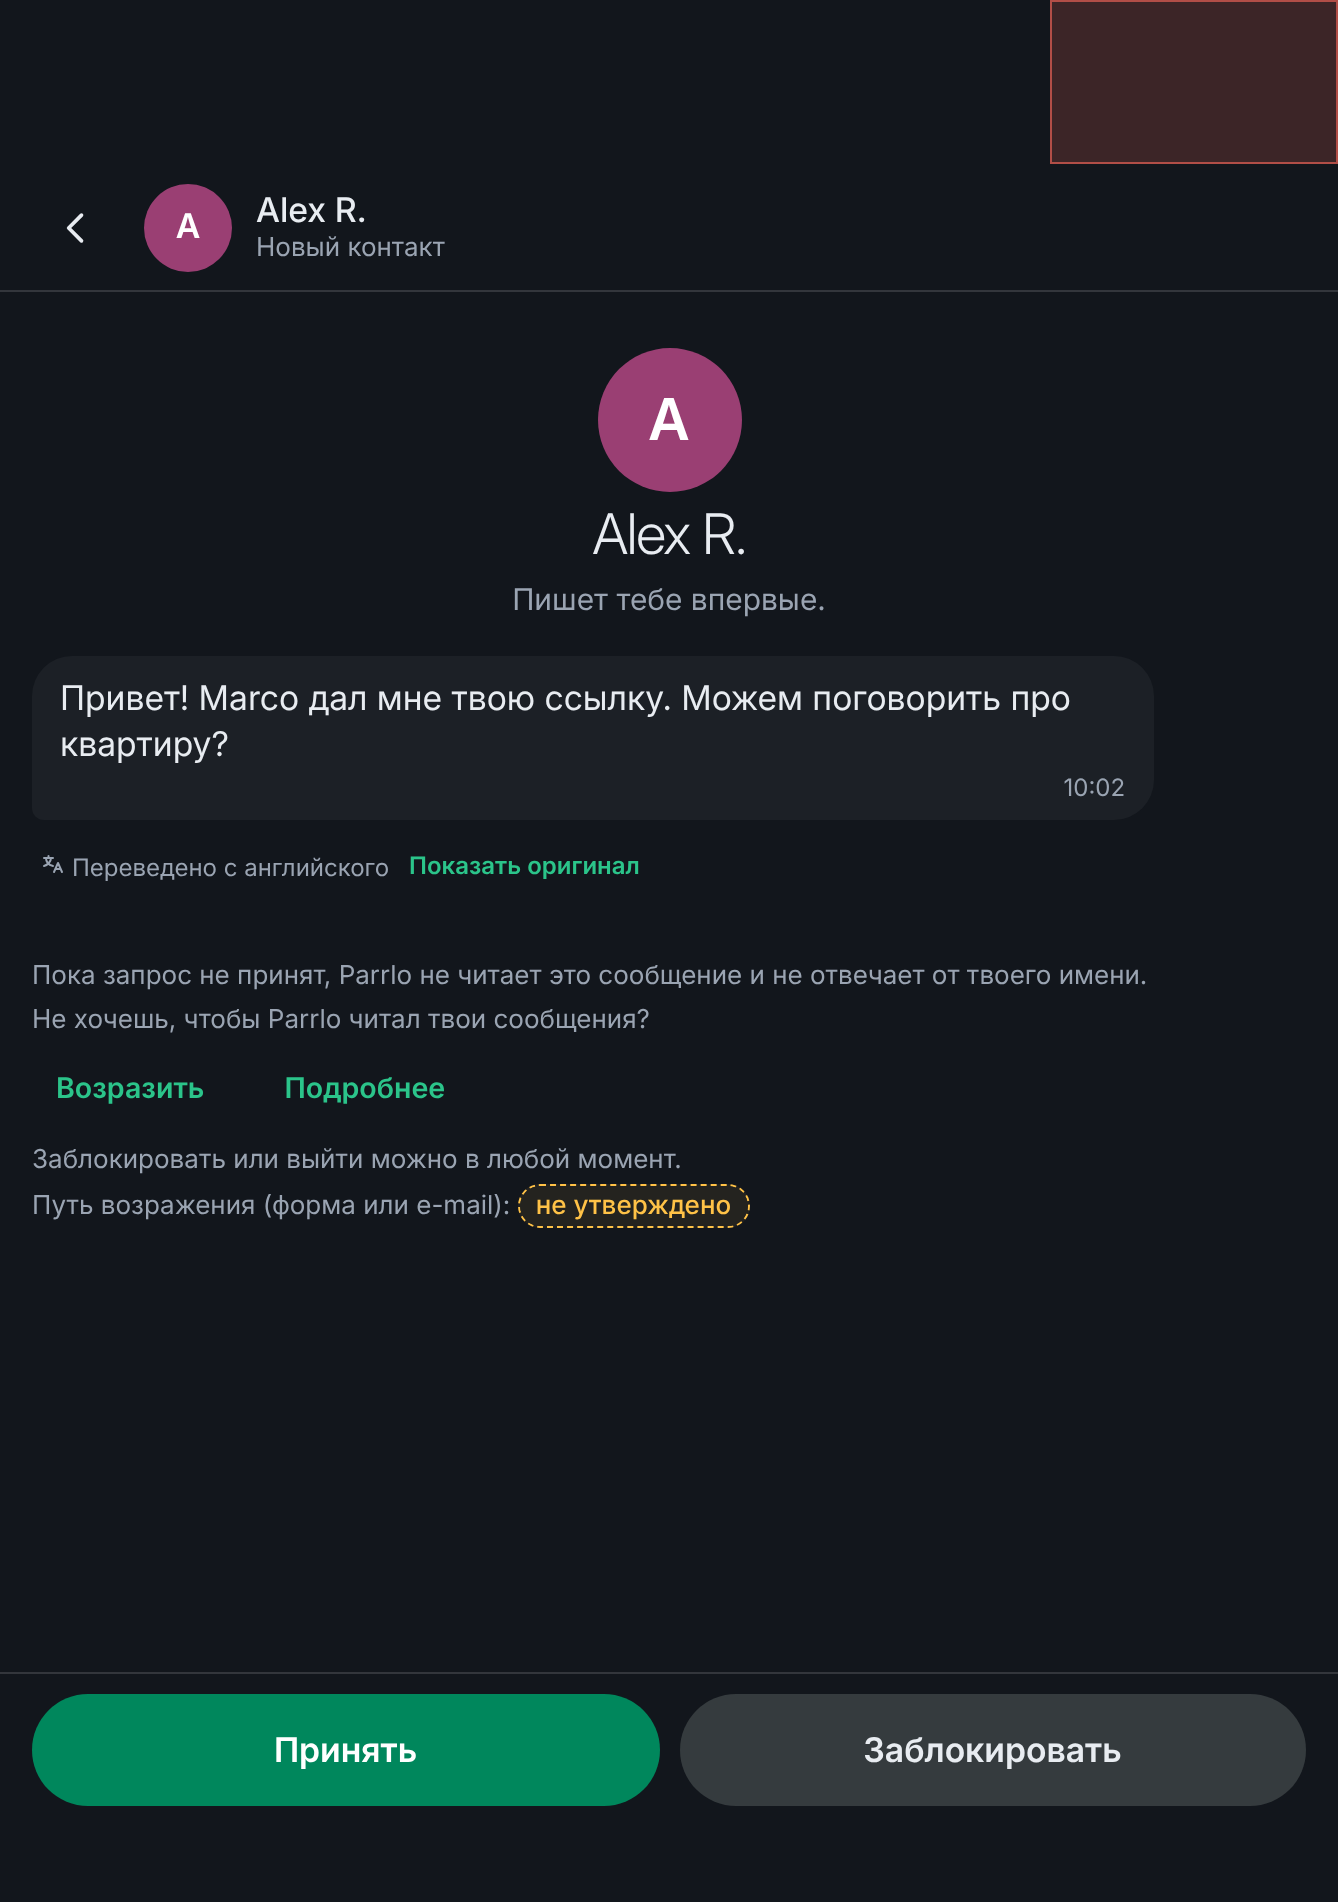 A
Alex R.
Новый контакт
A
Alex R.
Пишет тебе впервые.
Привет! Marco дал мне твою ссылку. Можем поговорить про
квартиру?
10:02
Переведено с английского Показать оригинал
Пока запрос не принят, Parrlo не читает это сообщение и не отвечает от твоего имени.
Не хочешь, чтобы Parrlo читал твои сообщения?
Возразить Подробнее
Заблокировать или выйти можно в любой момент.
Путь возражения (форма или e-mail): не утверждено
Принять Заблокировать